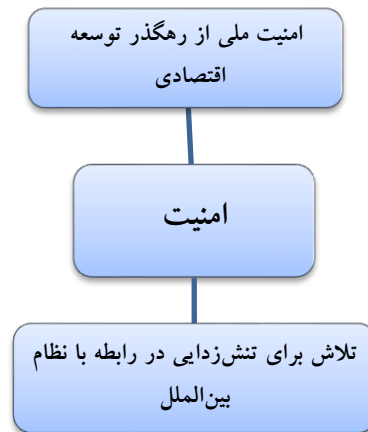 امنیت ملی از رهگذر توسعه
اقتصادی
امنیت
تلاش برای تنش‌زدایی در رابطه با نظام
بین‌الملل